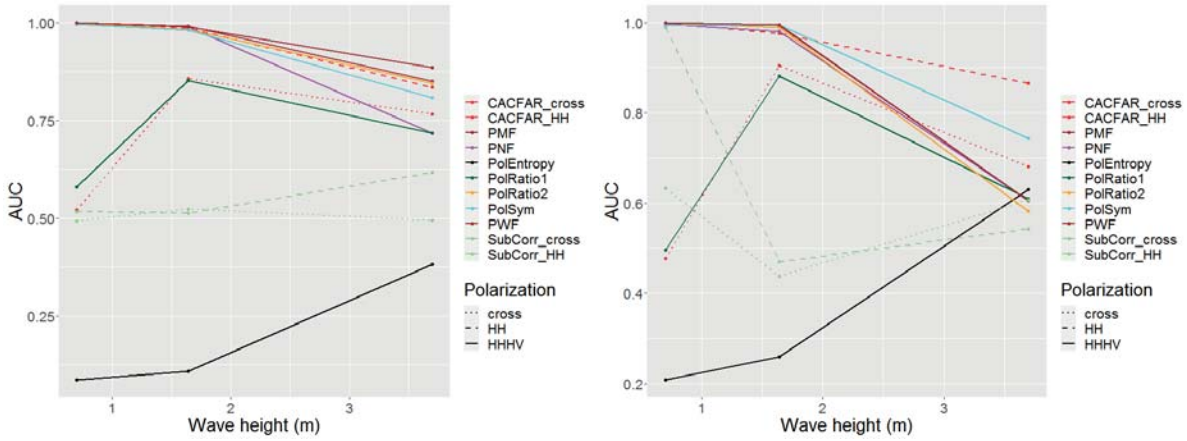 1.00
0.75
0.50
0.25
AUC
1
2
3
Wave height (m)
CACFAR_cross
CACFAR_HH
PMF
PNF
PolEntropy
PolRatio1
PolRatio2
PolSym
PWF
SubCorr_cross
SubCorr_HH
Polarization
cross
HH
HHHV
1.0
0.8
0.6
0.4
0.2
AUC
1
2
3
Wave height (m)
CACFAR_cross
CACFAR_HH
PMF
PNF
PolEntropy
PolRatio1
PolRatio2
PolSym
PWF
SubCorr_cross
SubCorr_HH
Polarization
cross
HH
HHHV